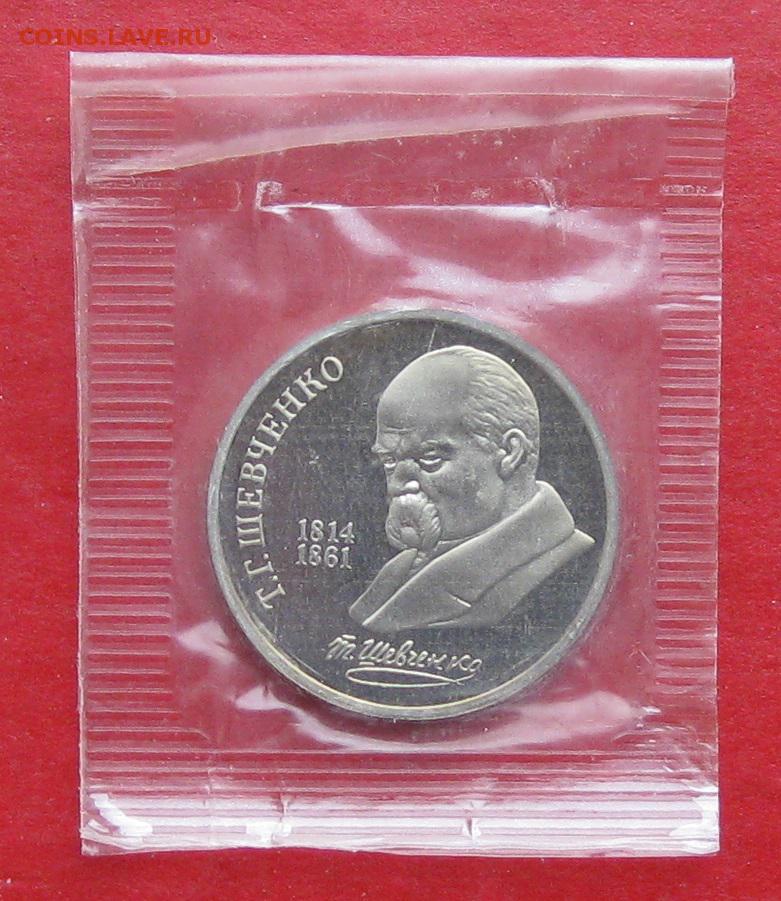 COINS.LAVE.RU
Т.Г.ШЕВЧЕНКО
1814
1861
Т.Шевченко